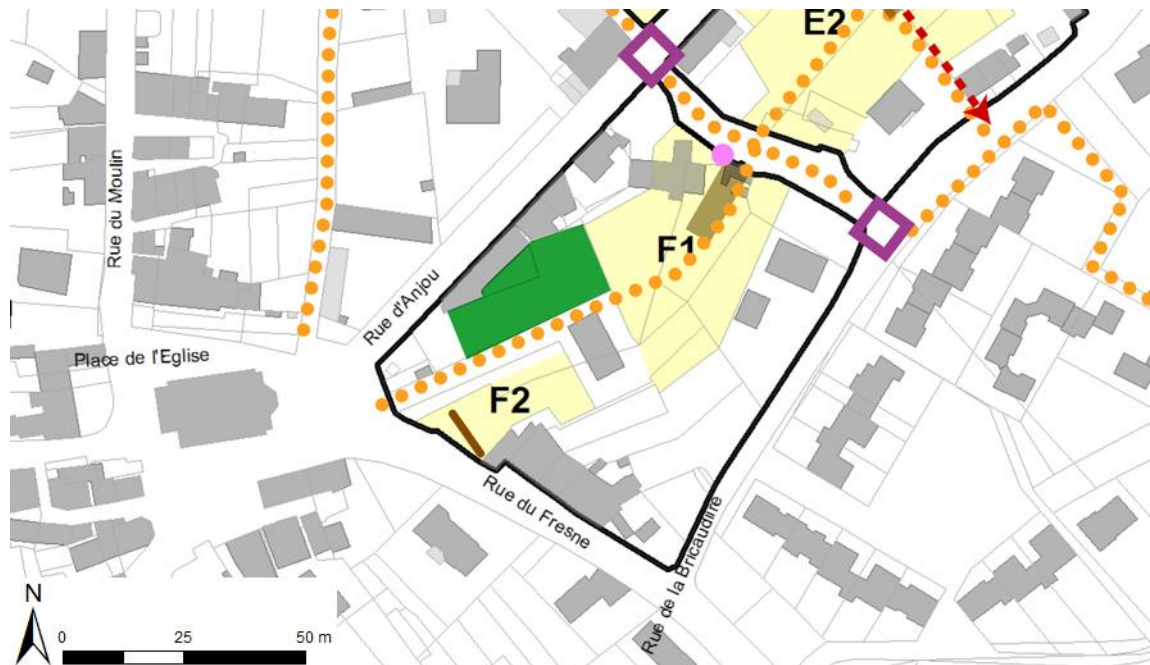 E2
Rue du Moulin
F1
Rue d'Anjou
Place de l'Eglise
F2
Rue du Fresne
Rue de la Bricaudire
N
0 25 50 m